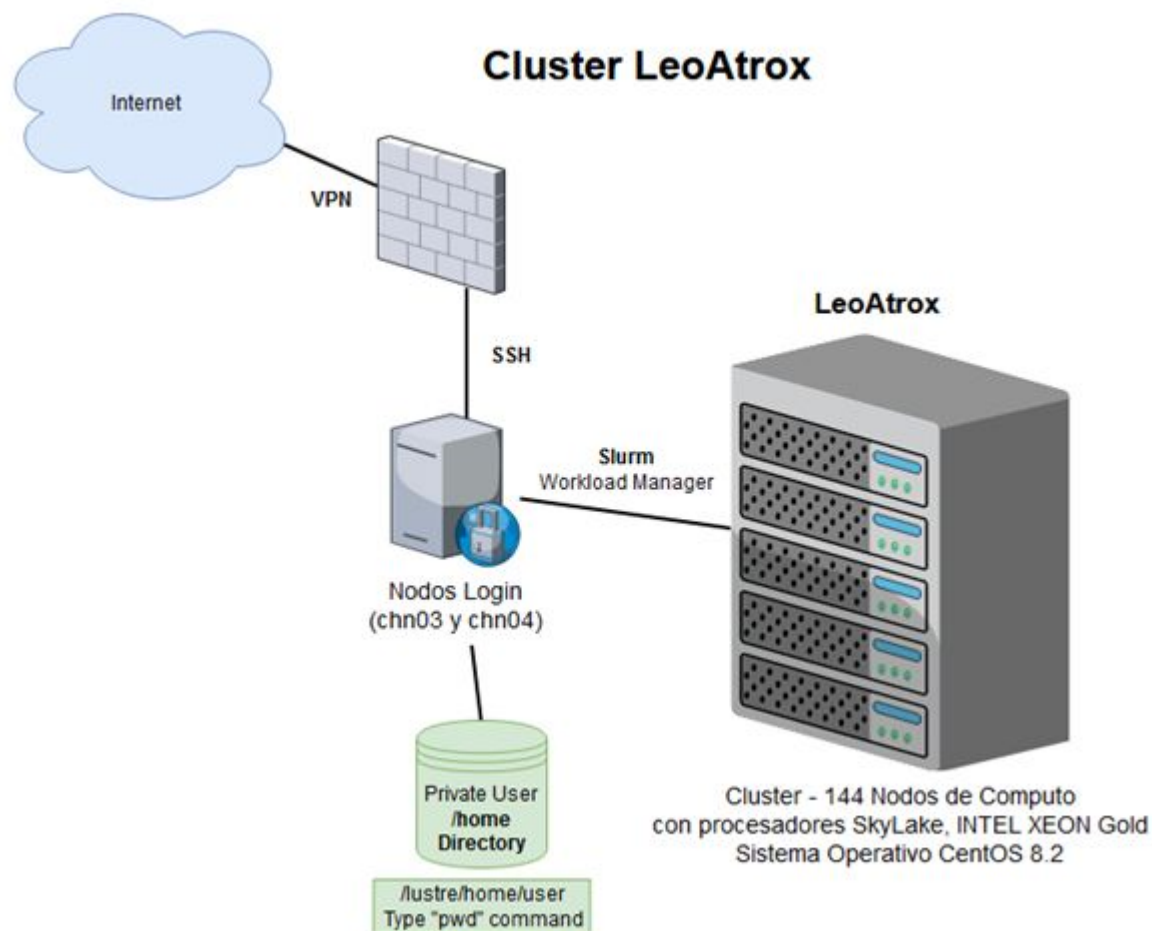 Cluster LeoAtrox
Internet
VPN
SSH
LeoAtrox
Slurm
Workload Manager
Nodos Login
(chn03 y chn04)
Private User
/home
Directory
/lustre/home/user
Type "pwd" command
Cluster - 144 Nodos de Computo
con procesadores SkyLake, INTEL XEON Gold
Sistema Operativo CentOS 8.2